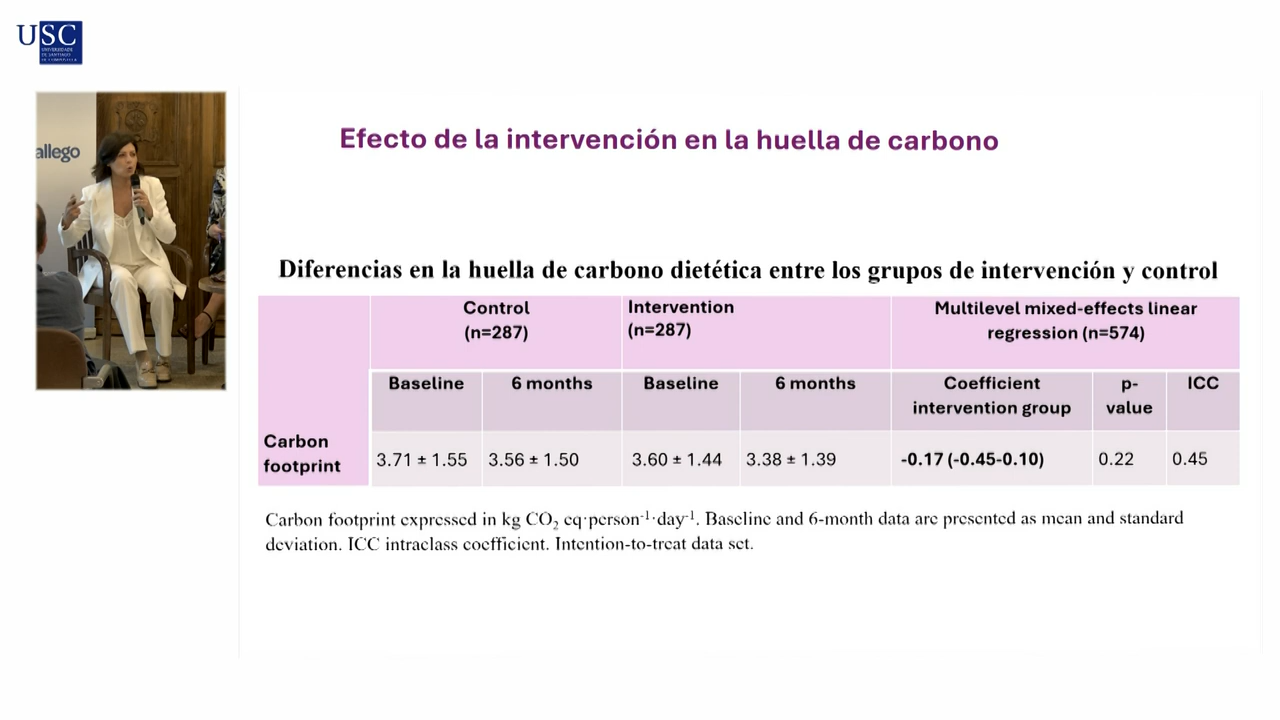 USC
UNIVERSIDADE
DE SANTIAGO
DE COMPOSTELA
allego
Efecto de la intervención en la huella de carbono
Diferencias en la huella de carbono dietética entre los grupos de intervención y control
Control
(n=287)
Intervention
(n=287)
Multilevel mixed-effects linear
regression (n=574)
Baseline
6 months
Baseline
6 months
Coefficient
intervention group
p-
value
ICC
Carbon
footprint
3.71 ± 1.55
3.56 ± 1.50
3.60 ± 1.44
3.38 ± 1.39
-0.17 (-0.45-0.10)
0.22
0.45
Carbon footprint expressed in kg CO₂ eq·person⁻¹·day⁻¹. Baseline and 6-month data are presented as mean and standard
deviation. ICC intraclass coefficient. Intention-to-treat data set.